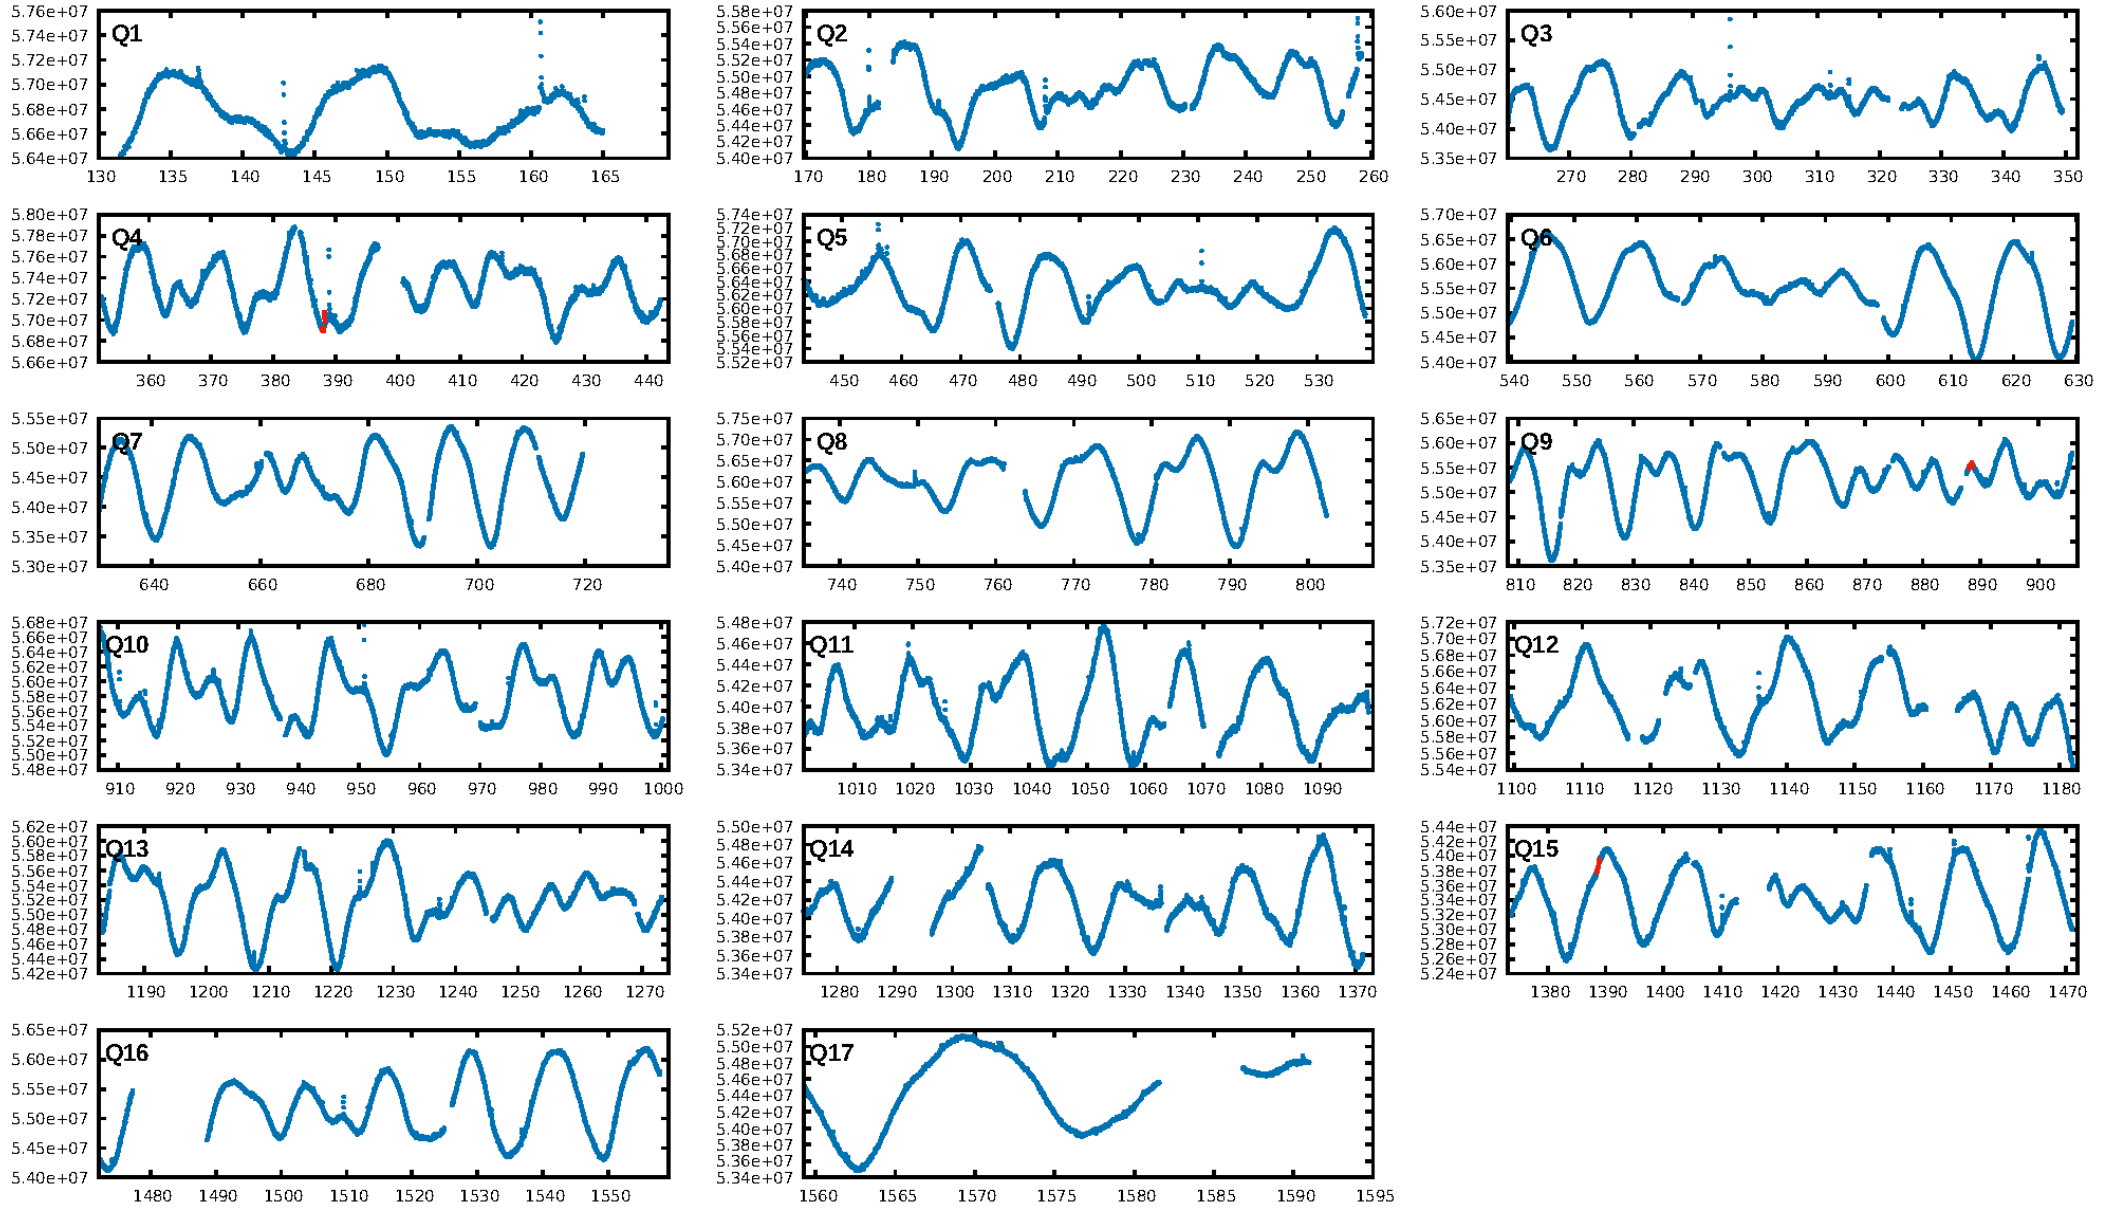 Q1
5.76e+07
5.74e+07
5.72e+07
5.70e+07
5.68e+07
5.66e+07
5.64e+07
130 135 140 145 150 155 160 165
Q2
5.58e+07
5.56e+07
5.54e+07
5.52e+07
5.50e+07
5.48e+07
5.46e+07
5.44e+07
5.42e+07
5.40e+07
170 180 190 200 210 220 230 240 250 260
Q3
5.60e+07
5.55e+07
5.50e+07
5.45e+07
5.40e+07
5.35e+07
270 280 290 300 310 320 330 340 350
Q4
5.80e+07
5.78e+07
5.76e+07
5.74e+07
5.72e+07
5.70e+07
5.68e+07
5.66e+07
360 370 380 390 400 410 420 430 440
Q5
5.74e+07
5.72e+07
5.70e+07
5.68e+07
5.66e+07
5.64e+07
5.62e+07
5.60e+07
5.58e+07
5.56e+07
5.54e+07
5.52e+07
450 460 470 480 490 500 510 520 530
Q6
5.70e+07
5.65e+07
5.60e+07
5.55e+07
5.50e+07
5.45e+07
5.40e+07
540 550 560 570 580 590 600 610 620 630
Q7
5.55e+07
5.50e+07
5.45e+07
5.40e+07
5.35e+07
5.30e+07
640 660 680 700 720
Q8
5.75e+07
5.70e+07
5.65e+07
5.60e+07
5.55e+07
5.50e+07
5.45e+07
5.40e+07
740 750 760 770 780 790 800
Q9
5.65e+07
5.60e+07
5.55e+07
5.50e+07
5.45e+07
5.40e+07
5.35e+07
810 820 830 840 850 860 870 880 890 900
Q10
5.68e+07
5.66e+07
5.64e+07
5.62e+07
5.60e+07
5.58e+07
5.56e+07
5.54e+07
5.52e+07
5.50e+07
5.48e+07
910 920 930 940 950 960 970 980 990 1000
Q11
5.48e+07
5.46e+07
5.44e+07
5.42e+07
5.40e+07
5.38e+07
5.36e+07
5.34e+07
1010 1020 1030 1040 1050 1060 1070 1080 1090
Q12
5.72e+07
5.70e+07
5.68e+07
5.66e+07
5.64e+07
5.62e+07
5.60e+07
5.58e+07
5.56e+07
5.54e+07
1100 1110 1120 1130 1140 1150 1160 1170 1180
Q13
5.62e+07
5.60e+07
5.58e+07
5.56e+07
5.54e+07
5.52e+07
5.50e+07
5.48e+07
5.46e+07
5.44e+07
5.42e+07
1190 1200 1210 1220 1230 1240 1250 1260 1270
Q14
5.50e+07
5.48e+07
5.46e+07
5.44e+07
5.42e+07
5.40e+07
5.38e+07
5.36e+07
5.34e+07
1280 1290 1300 1310 1320 1330 1340 1350 1360 1370
Q15
5.44e+07
5.42e+07
5.40e+07
5.38e+07
5.36e+07
5.34e+07
5.32e+07
5.30e+07
5.28e+07
5.26e+07
5.24e+07
1380 1390 1400 1410 1420 1430 1440 1450 1460 1470
Q16
5.65e+07
5.60e+07
5.55e+07
5.50e+07
5.45e+07
5.40e+07
1480 1490 1500 1510 1520 1530 1540 1550
Q17
5.52e+07
5.50e+07
5.48e+07
5.46e+07
5.44e+07
5.42e+07
5.40e+07
5.38e+07
5.36e+07
5.34e+07
1560 1565 1570 1575 1580 1585 1590 1595